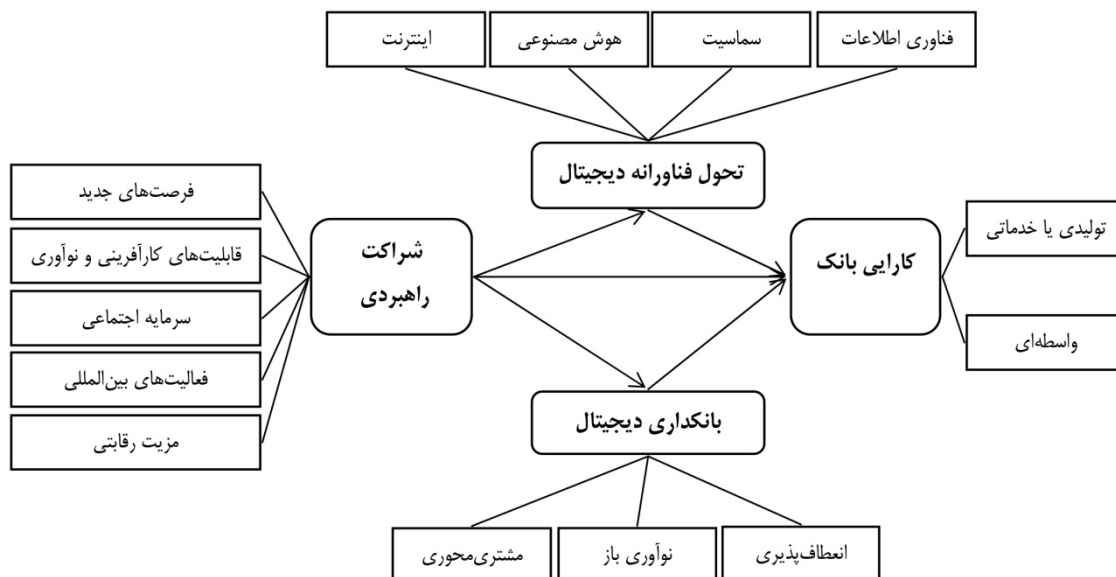 فناوری اطلاعات
سماسیت
هوش مصنوعی
اینترنت
تحول فناورانه دیجیتال
فرصت‌های جدید
قابلیت‌های کارآفرینی و نوآوری
سرمایه اجتماعی
فعالیت‌های بین‌المللی
مزیت رقابتی
شراکت
راهبردی
کارایی بانک
تولیدی یا خدماتی
واسطه‌ای
بانکداری دیجیتال
انعطاف‌پذیری
نوآوری باز
مشتری‌محوری